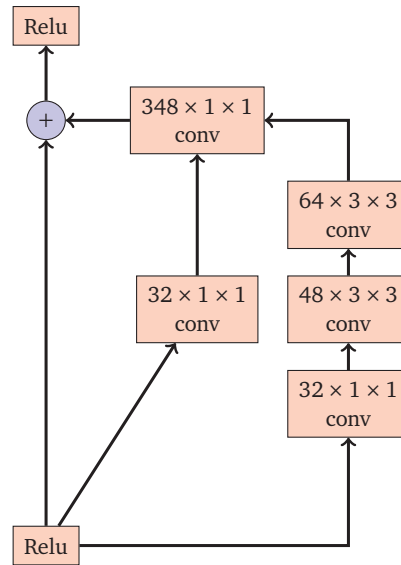 Relu
+
348 × 1 × 1
conv
64 × 3 × 3
conv
32 × 1 × 1
conv
48 × 3 × 3
conv
32 × 1 × 1
conv
Relu